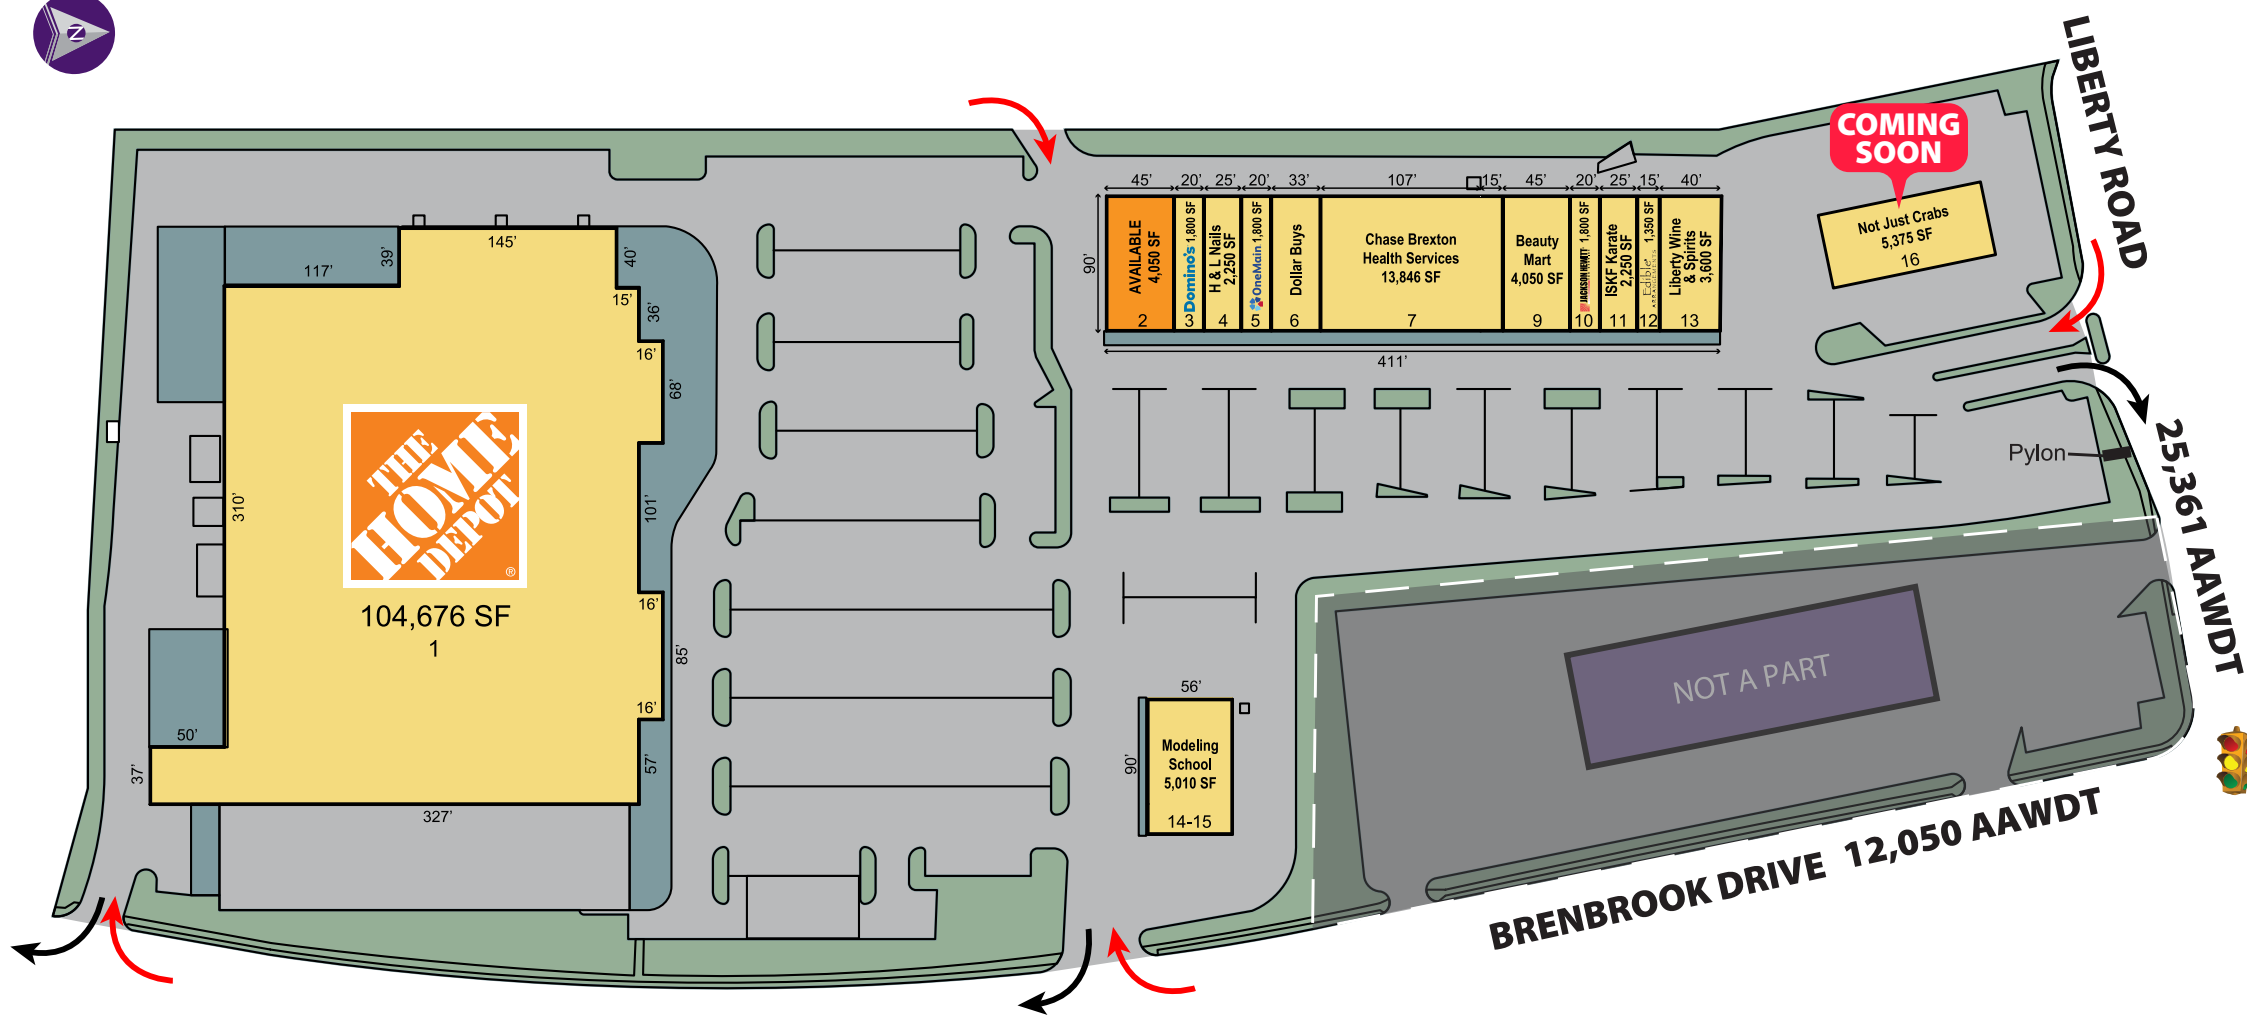 N
LIBERTY ROAD
COMING
SOON
Not Just Crabs
5,375 SF
16
45'
20'
25'
20'
33'
107'
15'
45'
20'
25'
15'
40'
90'
AVAILABLE
4,050 SF
2
Domino's 1,800 SF
3
H & L Nails
2,250 SF
4
OneMain 1,800 SF
5
Dollar Buys
6
Chase Brexton
Health Services
13,846 SF
7
Beauty
Mart
4,050 SF
9
JACKSON HEWITT 1,800 SF
10
ISKF Karate
2,250 SF
11
Edible ARRANGEMENTS 1,350 SF
12
Liberty Wine
& Spirits
3,600 SF
13
411'
145'
117'
39'
40'
15'
36'
16'
68'
310'
101'
16'
85'
16'
50'
37'
57'
327'
THE
HOME
DEPOT
®
104,676 SF
1
Pylon
25,361 AAWDT
56'
90'
Modeling
School
5,010 SF
14-15
NOT A PART
BRENBROOK DRIVE 12,050 AAWDT